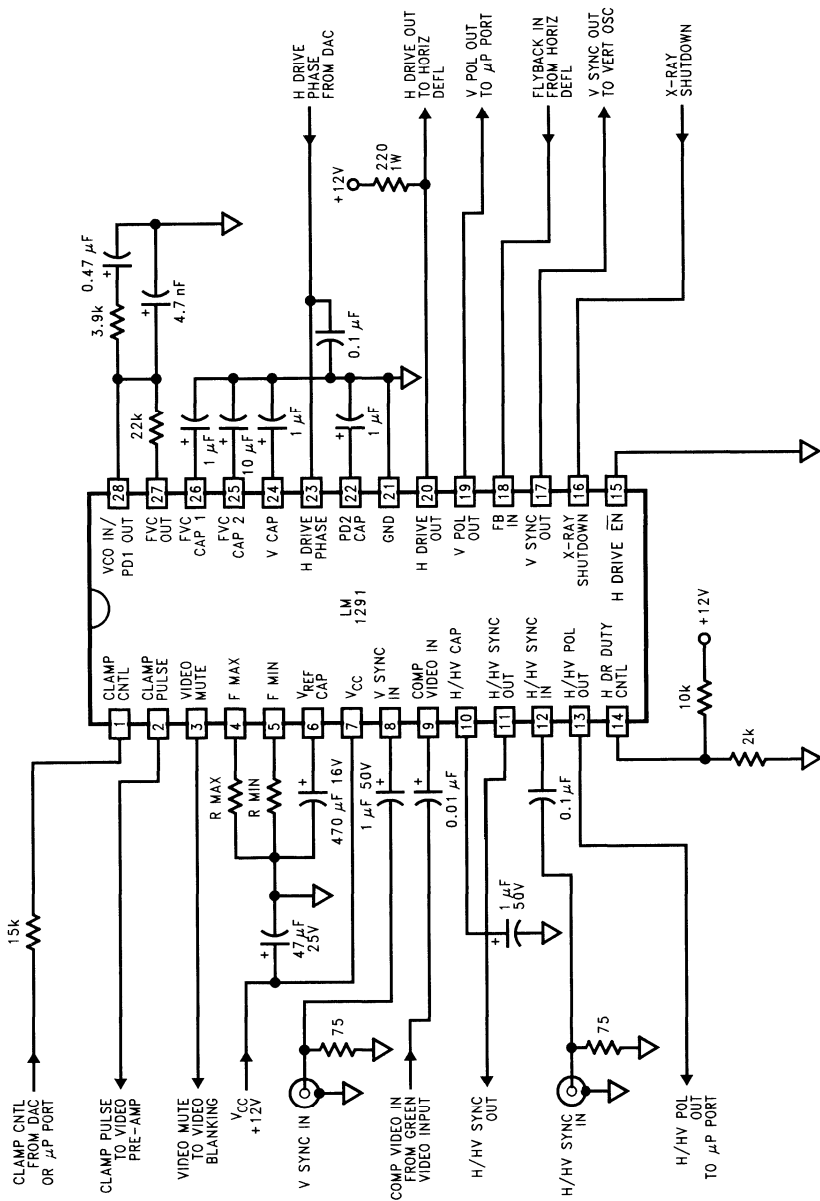 CLAMP CNTL
FROM DAC
OR µP PORT
15k
CLAMP PULSE
TO VIDEO
PRE-AMP
VIDEO MUTE
TO VIDEO
BLANKING
VCC
+12V
+
47 µF
25V
V SYNC IN
75
COMP VIDEO IN
FROM GREEN
VIDEO INPUT
H/HV SYNC
OUT
+
1 µF
50V
H/HV SYNC
IN
75
H/HV POL
OUT
TO µP PORT
R MAX
R MIN
+
470 µF 16V
+
1 µF 50V
+
0.01 µF
0.1 µF
10k
+12V
2k
1
CLAMP
CNTL
2
CLAMP
PULSE
3
VIDEO
MUTE
4
F MAX
5
F MIN
6
VREF
CAP
7
VCC
8
V SYNC
IN
9
COMP
VIDEO IN
10
H/HV CAP
11
H/HV SYNC
OUT
12
H/HV SYNC
IN
13
H/HV POL
OUT
14
H DR DUTY
CNTL
LM
1291
VCO IN/
PD1 OUT
28
FVC
OUT
27
FVC
CAP 1
26
FVC
CAP 2
25
V CAP
24
H DRIVE
PHASE
23
PD2
CAP
22
GND
21
H DRIVE
OUT
20
V POL
OUT
19
FB
IN
18
V SYNC
OUT
17
X-RAY
SHUTDOWN
16
H DRIVE EN
15
3.9k
+
0.47 µF
22k
+
4.7 nF
+
1 µF
+
10 µF
+
1 µF
0.1 µF
+
1 µF
+12V
220
1W
H DRIVE
PHASE
FROM DAC
H DRIVE OUT
TO HORIZ
DEFL
V POL OUT
TO µP PORT
FLYBACK IN
FROM HORIZ
DEFL
V SYNC OUT
TO VERT OSC
X-RAY
SHUTDOWN